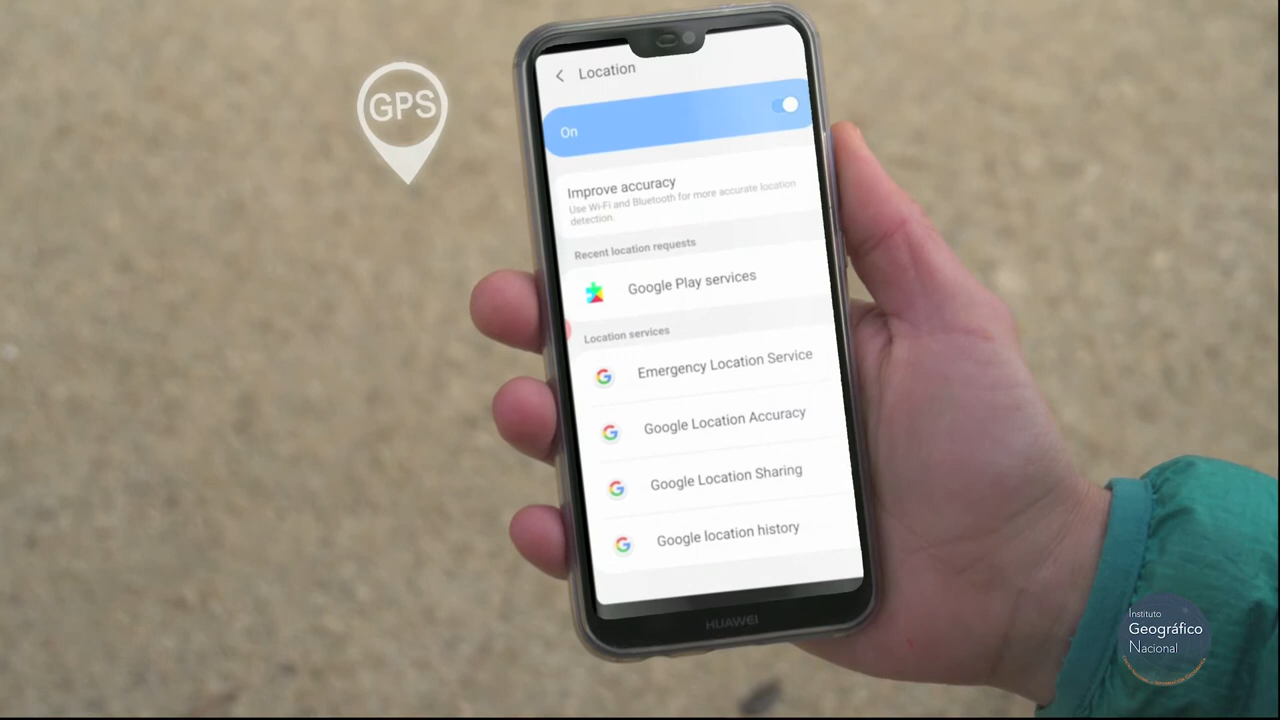 GPS
Location
On
Improve accuracy
Use Wi-Fi and Bluetooth for more accurate location
detection.
Recent location requests
Google Play services
Location services
Emergency Location Service
Google Location Accuracy
Google Location Sharing
Google location history
HUAWEI
Instituto
Geográfico
Nacional